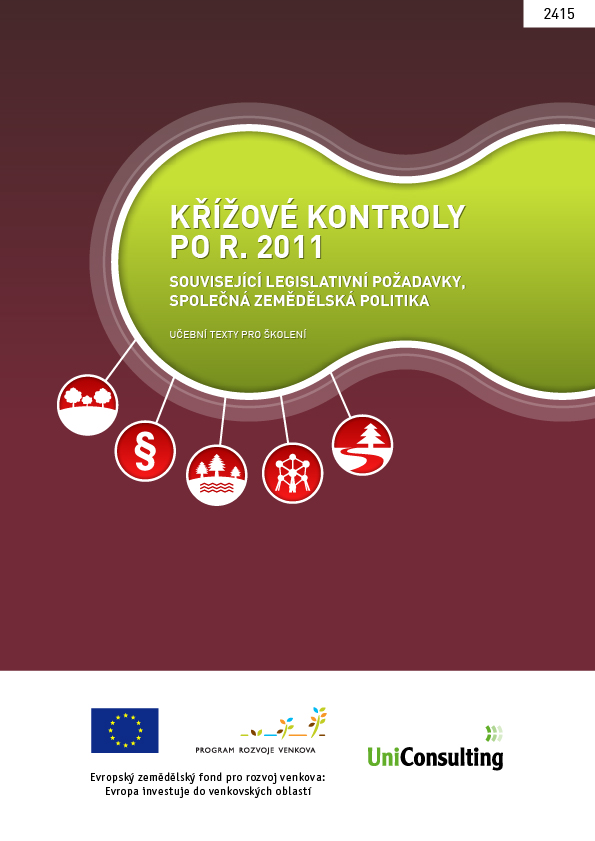 2415
KŘÍŽOVÉ KONTROLY
PO R. 2011
SOUVISEJÍCÍ LEGISLATIVNÍ POŽADAVKY,
SPOLEČNÁ ZEMĚDĚLSKÁ POLITIKA
UČEBNÍ TEXTY PRO ŠKOLENÍ
§
PROGRAM ROZVOJE VENKOVA
UniConsulting
Evropský zemědělský fond pro rozvoj venkova:
Evropa investuje do venkovských oblastí